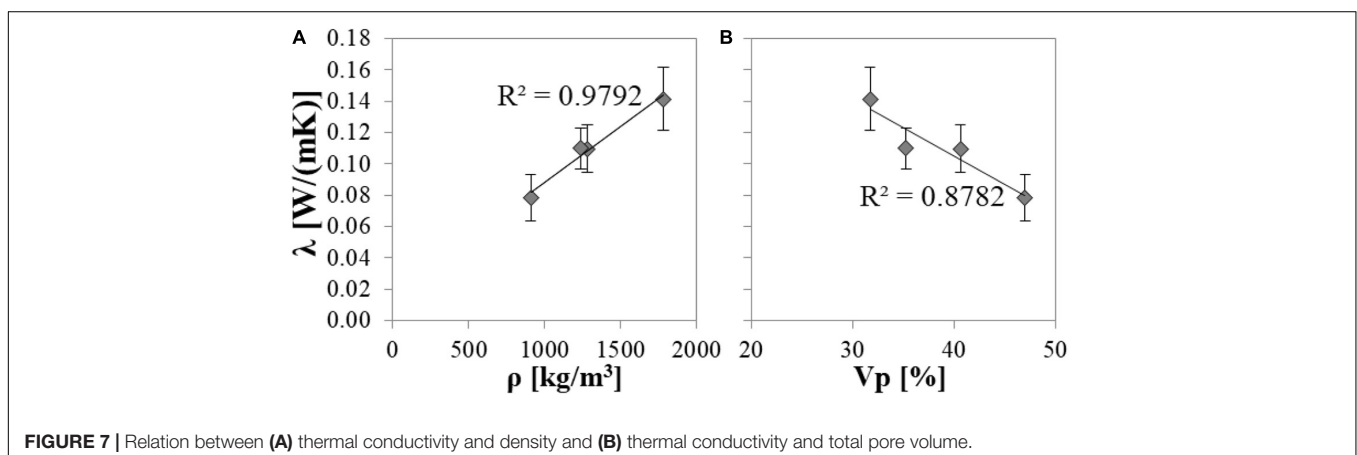 A
B
0.18
0.16
0.14
0.12
0.10
0.08
0.06
0.04
0.02
0.00
λ [W/(mK)]
R² = 0.9792
R² = 0.8782
0 500 1000 1500 2000
20 30 40 50
ρ [kg/m³]
Vp [%]
FIGURE 7 | Relation between (A) thermal conductivity and density and (B) thermal conductivity and total pore volume.